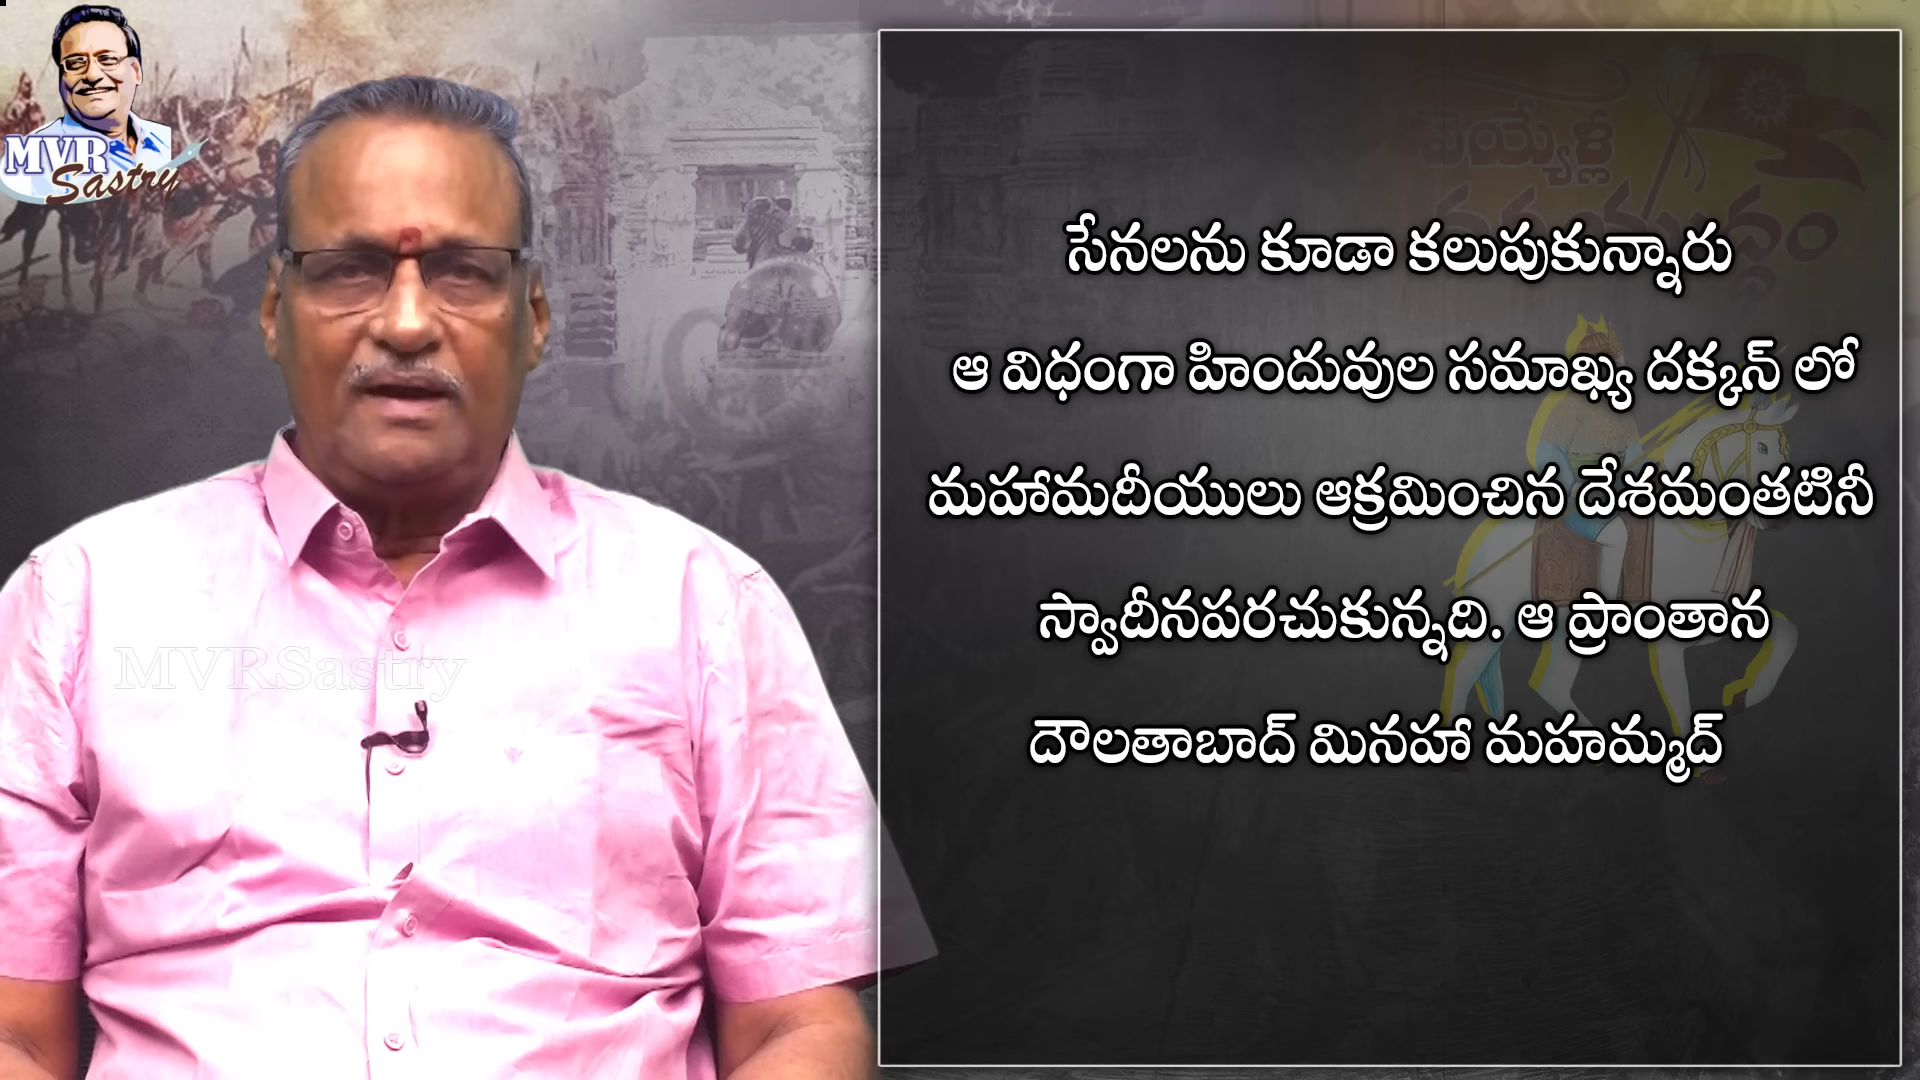 MVR
Sastry
వెయ్యేళ్ల
సేనలను కూడా కలుపుకున్నారు
ఆ విధంగా హిందువుల సమాఖ్య దక్కన్ లో
మహామదీయులు ఆక్రమించిన దేశమంతటినీ
స్వాదీనపరచుకున్నది. ఆ ప్రాంతాన
దౌలతాబాద్ మినహా మహమ్మద్
MVRSastry